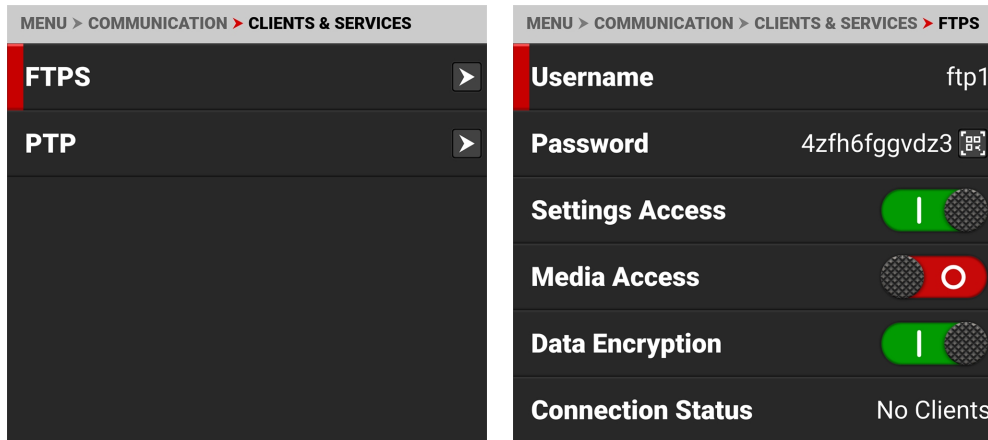 MENU > COMMUNICATION > CLIENTS & SERVICES
FTPS
PTP
MENU > COMMUNICATION > CLIENTS & SERVICES > FTPS
Username ftp1
Password 4zfh6fggvdz3
Settings Access
Media Access
Data Encryption
Connection Status No Clients